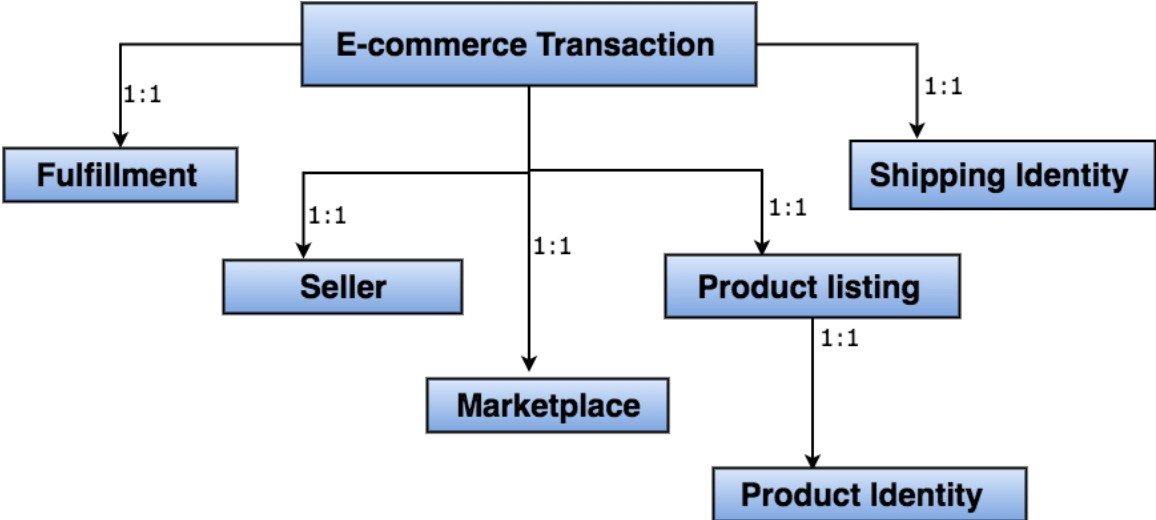 E-commerce Transaction
1:1
1:1
Fulfillment
Shipping Identity
1:1
1:1
1:1
Seller
Product listing
1:1
Marketplace
Product Identity